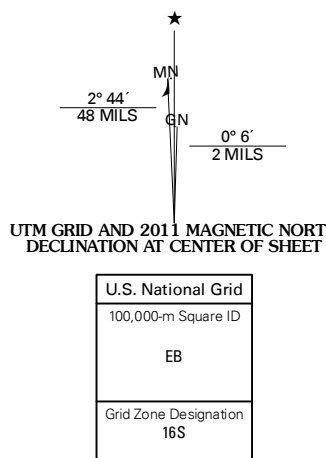 MN
2° 44´
48 MILS
GN
0° 6´
2 MILS
UTM GRID AND 2011 MAGNETIC NORT
DECLINATION AT CENTER OF SHEET
U.S. National Grid
100,000-m Square ID
EB
Grid Zone Designation
16S